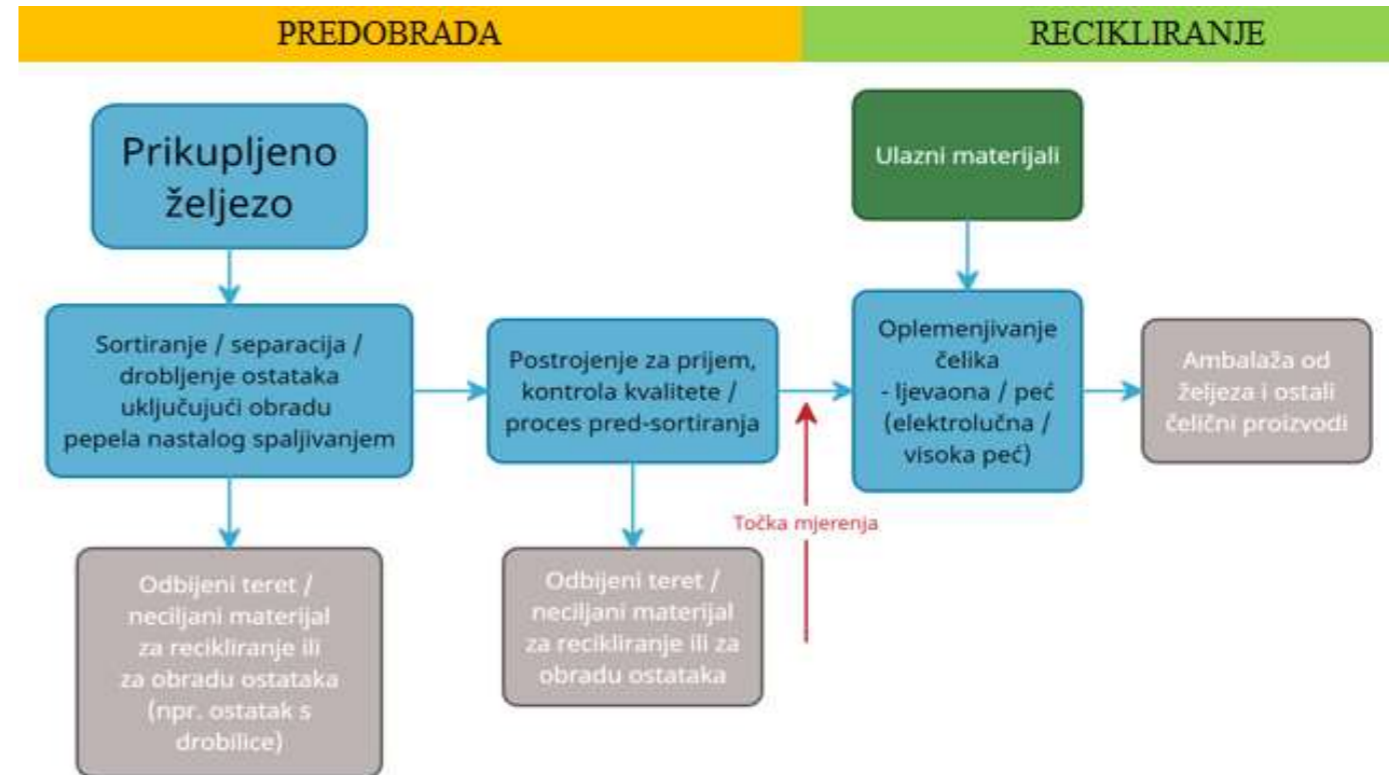 PREDOBRADA
RECIKLIRANJE
Prikupljeno
željezo
Ulazni materijali
Sortiranje / separacija /
drobljenje ostataka
uključujući obradu
pepela nastalog spaljivanjem
Postrojenje za prijem,
kontrola kvalitete /
proces pred-sortiranja
Oplemenjivanje
čelika
- ljevaona / peć
(elektrolučna /
visoka peć)
Ambalaža od
željeza i ostali
čelični proizvodi
Točka mjerenja
Odbijeni teret /
neciljani materijal
za recikliranje ili
za obradu ostataka
(npr. ostatak s
drobilice)
Odbijeni teret /
neciljani materijal
za recikliranje ili za
obradu ostataka